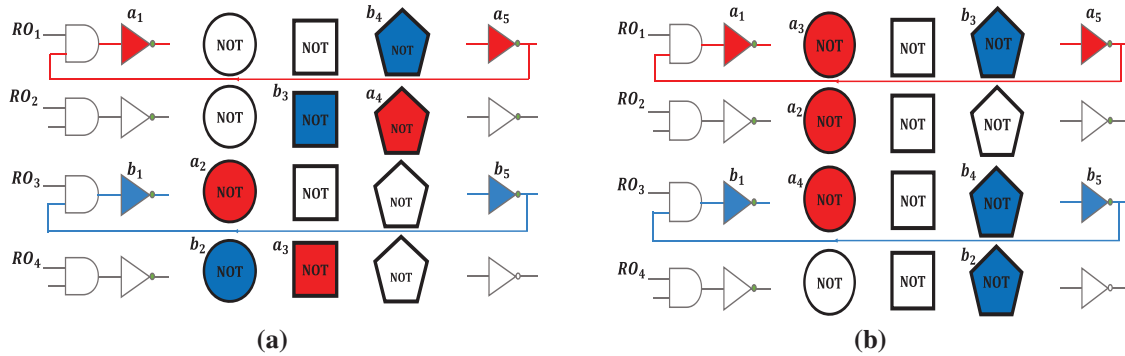 a₁ b₄ a₅
RO₁ NOT NOT NOT
b₃ a₄
RO₂ NOT NOT NOT
a₂ b₁ b₅
RO₃ NOT NOT NOT
b₂ a₃
RO₄ NOT NOT NOT
(a)
a₁ a₃ b₃ a₅
RO₁ NOT NOT NOT
a₂
RO₂ NOT NOT NOT
b₁ a₄ b₄ b₅
RO₃ NOT NOT NOT
b₂
RO₄ NOT NOT NOT
(b)